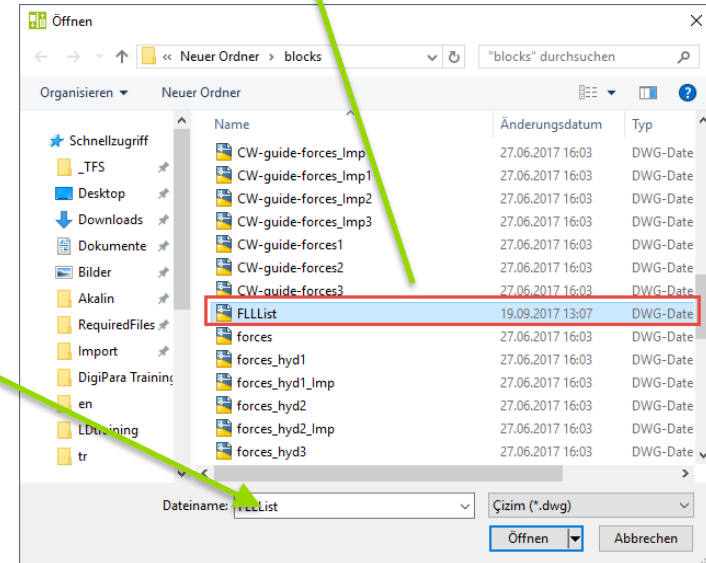 Öffnen
« Neuer Ordner > blocks
"blocks" durchsuchen
Organisieren
Neuer Ordner
Name Änderungsdatum Typ
Schnellzugriff
_TFS
Desktop
Downloads
Dokumente
Bilder
Akalin
RequiredFiles
Import
DigiPara Training
en
LDtraining
tr
CW-guide-forces_Imp 27.06.2017 16:03 DWG-Date
CW-guide-forces_Imp1 27.06.2017 16:03 DWG-Date
CW-guide-forces_Imp2 27.06.2017 16:03 DWG-Date
CW-guide-forces_Imp3 27.06.2017 16:03 DWG-Date
CW-guide-forces1 27.06.2017 16:03 DWG-Date
CW-guide-forces2 27.06.2017 16:03 DWG-Date
CW-guide-forces3 27.06.2017 16:03 DWG-Date
FLLList 19.09.2017 13:07 DWG-Date
forces 27.06.2017 16:03 DWG-Date
forces_hyd1 27.06.2017 16:03 DWG-Date
forces_hyd1_Imp 27.06.2017 16:03 DWG-Date
forces_hyd2 27.06.2017 16:03 DWG-Date
forces_hyd2_Imp 27.06.2017 16:03 DWG-Date
forces_hyd3 27.06.2017 16:03 DWG-Date
Dateiname: FLLList
Çizim (*.dwg)
Öffnen
Abbrechen